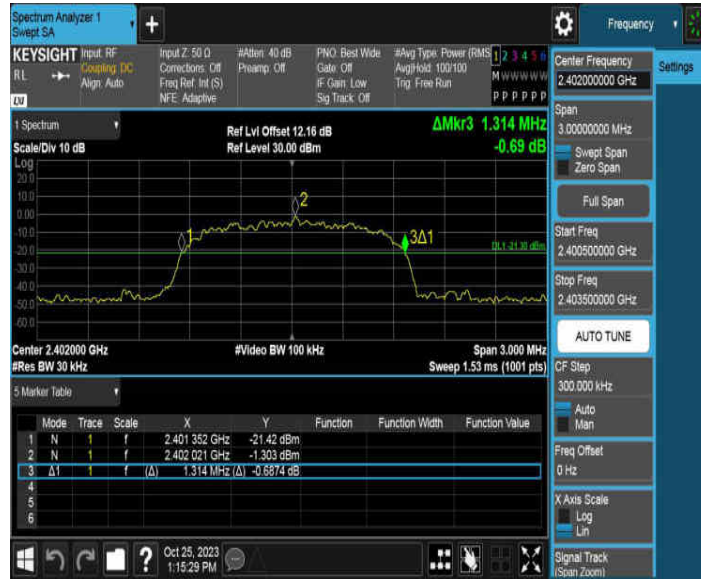 Spectrum Analyzer 1
Swept SA
Frequency
KEYSIGHT
RL
Input: RF
Coupling: DC
Align: Auto
Input Z: 50 Ω
Corrections: Off
Freq Ref: Int (S)
NFE: Adaptive
#Atten: 40 dB
Preamp: Off
PNO: Best Wide
Gate: Off
IF Gain: Low
Sig Track: Off
#Avg Type: Power (RMS
Avg|Hold: 100/100
Trig: Free Run
1 2 3 4 5 6
M W W W W W
P P P P P P
Center Frequency
2.402000000 GHz
Settings
Span
3.00000000 MHz
Swept Span
Zero Span
Full Span
Start Freq
2.400500000 GHz
Stop Freq
2.403500000 GHz
AUTO TUNE
CF Step
300.000 kHz
Auto
Man
Freq Offset
0 Hz
X Axis Scale
Log
Lin
Signal Track
(Span Zoom)
1 Spectrum
Scale/Div 10 dB
Ref Lvl Offset 12.16 dB
Ref Level 30.00 dBm
ΔMkr3 1.314 MHz
-0.69 dB
Log
20.0
10.0
0.00
-10.0
-20.0
-30.0
-40.0
-50.0
-60.0
1
2
3Δ1
DL1 -21.30 dBm
Center 2.402000 GHz
#Video BW 100 kHz
Span 3.000 MHz
#Res BW 30 kHz
Sweep 1.53 ms (1001 pts)
5 Marker Table
Mode Trace Scale X Y Function Function Width Function Value
1 N 1 f 2.401 352 GHz -21.42 dBm
2 N 1 f 2.402 021 GHz -1.303 dBm
3 Δ1 1 f (Δ) 1.314 MHz (Δ) -0.6874 dB
4
5
6
?
Oct 25, 2023
1:15:29 PM